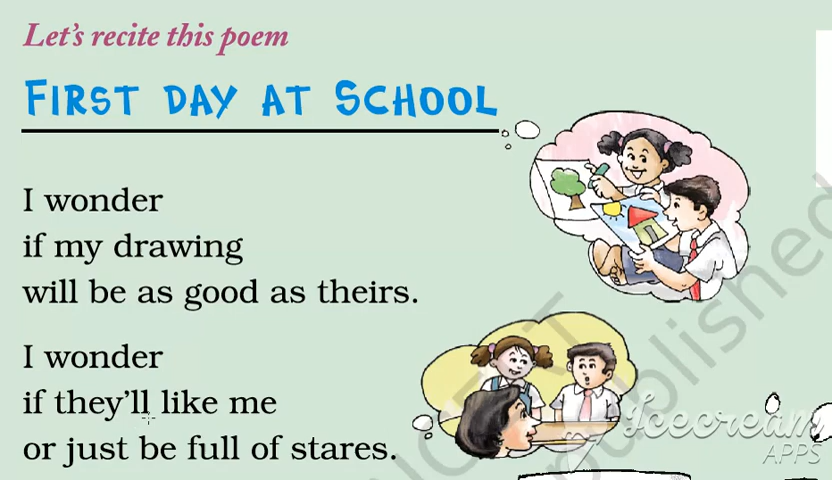 Let's recite this poem
FIRST DAY AT SCHOOL
I wonder
if my drawing
will be as good as theirs.
I wonder
if they'll like me
or just be full of stares.
published
Icecream
APPS